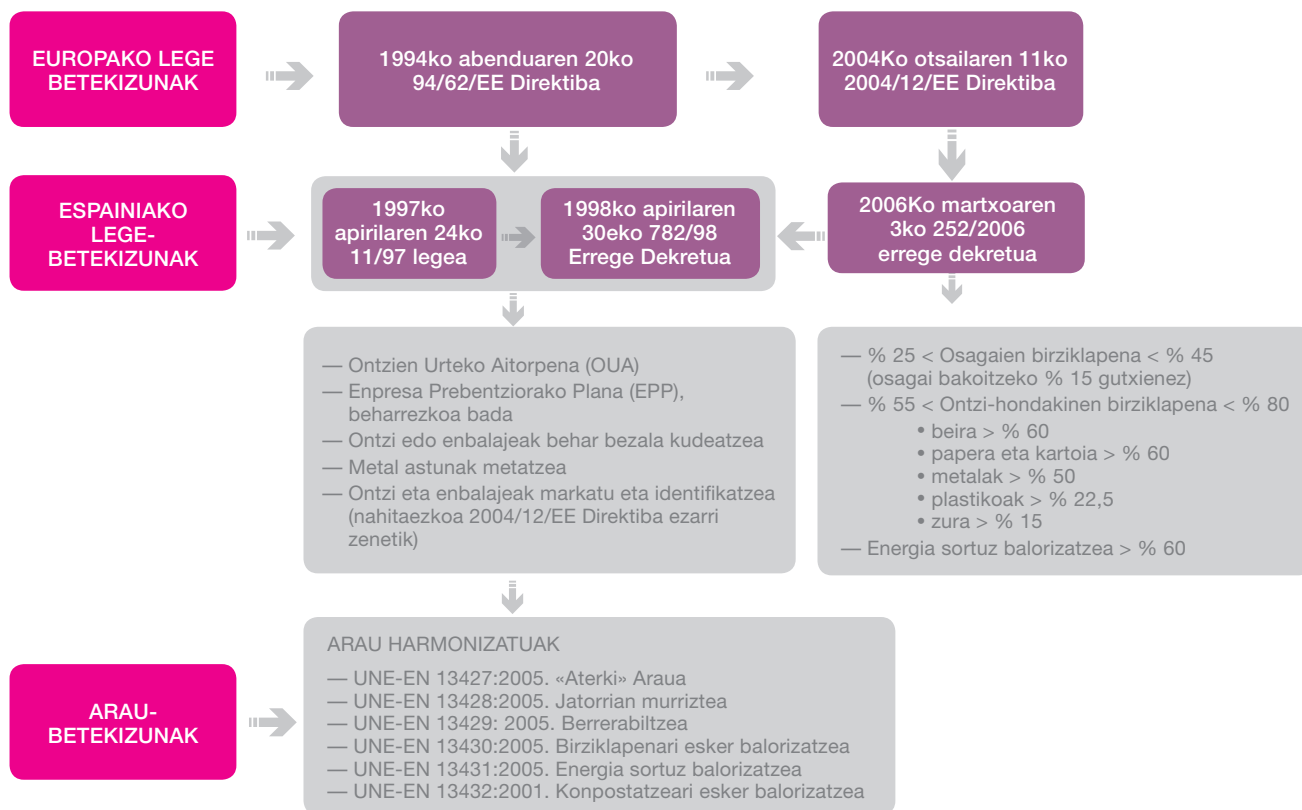 EUROPAKO LEGE
BETEKIZUNAK
1994ko abenduaren 20ko
94/62/EE Direktiba
2004Ko otsailaren 11ko
2004/12/EE Direktiba
ESPAINIAKO
LEGE-
BETEKIZUNAK
1997ko
apirilaren 24ko
11/97 legea
1998ko apirilaren
30eko 782/98
Errege Dekretua
2006Ko martxoaren
3ko 252/2006
errege dekretua
— Ontzien Urteko Aitorpena (OUA)
— Enpresa Prebentziorako Plana (EPP),
beharrezkoa bada
— Ontzi edo enbalajeak behar bezala kudeatzea
— Metal astunak metatzea
— Ontzi eta enbalajeak markatu eta identifikatzea
(nahitaezkoa 2004/12/EE Direktiba ezarri
zenetik)
— % 25 < Osagaien birziklapena < % 45
(osagai bakoitzeko % 15 gutxienez)
— % 55 < Ontzi-hondakinen birziklapena < % 80
• beira > % 60
• papera eta kartoia > % 60
• metalak > % 50
• plastikoak > % 22,5
• zura > % 15
— Energia sortuz balorizatzea > % 60
ARAU-
BETEKIZUNAK
ARAU HARMONIZATUAK
— UNE-EN 13427:2005. «Aterki» Araua
— UNE-EN 13428:2005. Jatorrian murriztea
— UNE-EN 13429: 2005. Berrerabiltzea
— UNE-EN 13430:2005. Birziklapenari esker balorizatzea
— UNE-EN 13431:2005. Energia sortuz balorizatzea
— UNE-EN 13432:2001. Konpostatzeari esker balorizatzea